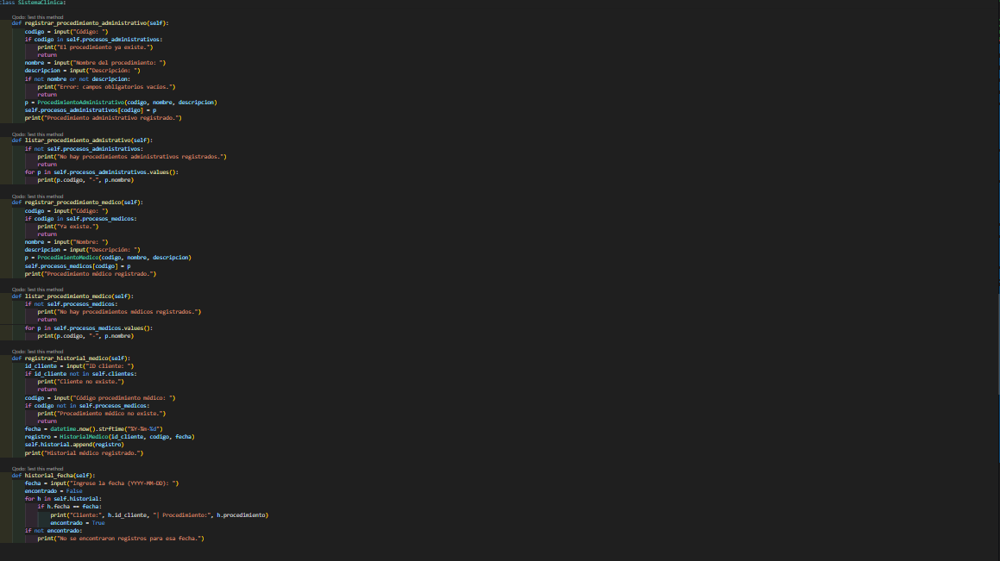 class SistemaClinica:
Qodo: Test this method
def registrar_procedimiento_administrativo(self):
codigo = input("Código: ")
if codigo in self.procesos_administrativos:
print("El procedimiento ya existe.")
return
nombre = input("Nombre del procedimiento: ")
descripcion = input("Descripción: ")
if not nombre or not descripcion:
print("Error: campos obligatorios vacíos.")
return
p = ProcedimientoAdministrativo(codigo, nombre, descripcion)
self.procesos_administrativos[codigo] = p
print("Procedimiento administrativo registrado.")
Qodo: Test this method
def listar_procedimiento_admistrativo(self):
if not self.procesos_administrativos:
print("No hay procedimientos administrativos registrados.")
return
for p in self.procesos_administrativos.values():
print(p.codigo, "-", p.nombre)
Qodo: Test this method
def registrar_procedimiento_medico(self):
codigo = input("Código: ")
if codigo in self.procesos_medicos:
print("Ya existe.")
return
nombre = input("Nombre: ")
descripcion = input("Descripción: ")
p = ProcedimientoMedico(codigo, nombre, descripcion)
self.procesos_medicos[codigo] = p
print("Procedimiento médico registrado.")
Qodo: Test this method
def listar_procedimiento_medico(self):
if not self.procesos_medicos:
print("No hay procedimientos médicos registrados.")
return
for p in self.procesos_medicos.values():
print(p.codigo, "-", p.nombre)
Qodo: Test this method
def registrar_historial_medico(self):
id_cliente = input("ID cliente: ")
if id_cliente not in self.clientes:
print("Cliente no existe.")
return
codigo = input("Código procedimiento médico: ")
if codigo not in self.procesos_medicos:
print("Procedimiento médico no existe.")
return
fecha = datetime.now().strftime("%Y-%m-%d")
registro = HistorialMedico(id_cliente, codigo, fecha)
self.historial.append(registro)
print("Historial médico registrado.")
Qodo: Test this method
def historial_fecha(self):
fecha = input("Ingrese la fecha (YYYY-MM-DD): ")
encontrado = False
for h in self.historial:
if h.fecha == fecha:
print("Cliente:", h.id_cliente, "| Procedimiento:", h.procedimiento)
encontrado = True
if not encontrado:
print("No se encontraron registros para esa fecha.")